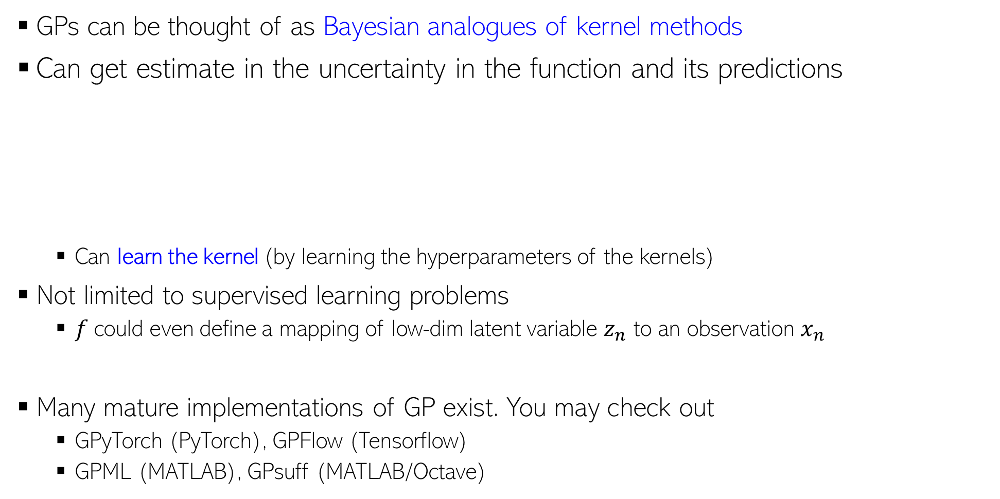 ▪ GPs can be thought of as Bayesian analogues of kernel methods
▪ Can get estimate in the uncertainty in the function and its predictions
▪ Can learn the kernel (by learning the hyperparameters of the kernels)
▪ Not limited to supervised learning problems
▪ f could even define a mapping of low-dim latent variable zₙ to an observation xₙ
▪ Many mature implementations of GP exist. You may check out
▪ GPyTorch (PyTorch), GPFlow (Tensorflow)
▪ GPML (MATLAB), GPsuff (MATLAB/Octave)